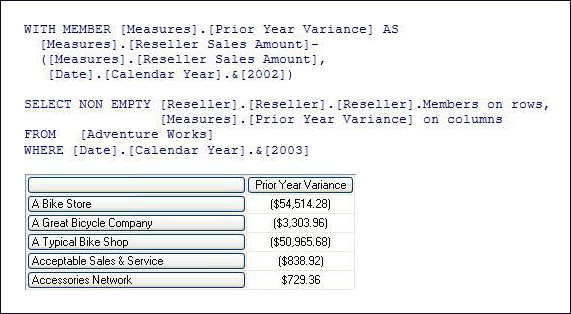 WITH MEMBER [Measures].[Prior Year Variance] AS
[Measures].[Reseller Sales Amount]-
([Measures].[Reseller Sales Amount],
[Date].[Calendar Year].&[2002])
SELECT NON EMPTY [Reseller].[Reseller].[Reseller].Members on rows,
[Measures].[Prior Year Variance] on columns
FROM [Adventure Works]
WHERE [Date].[Calendar Year].&[2003]
Prior Year Variance
A Bike Store ($54,514.28)
A Great Bicycle Company ($3,303.96)
A Typical Bike Shop ($50,965.68)
Acceptable Sales & Service ($838.92)
Accessories Network $729.36